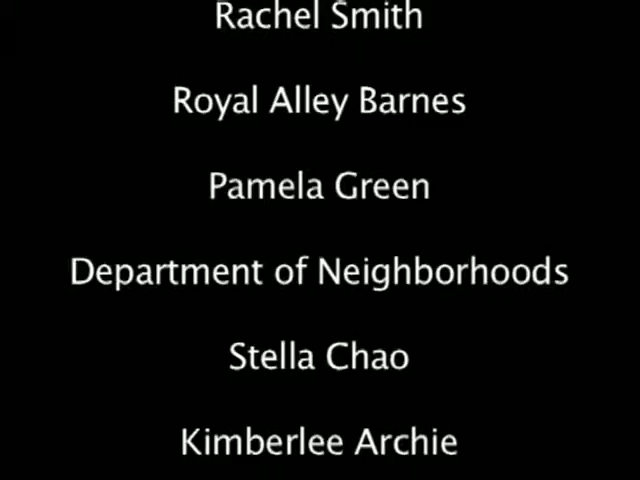 Rachel Smith
Royal Alley Barnes
Pamela Green
Department of Neighborhoods
Stella Chao
Kimberlee Archie